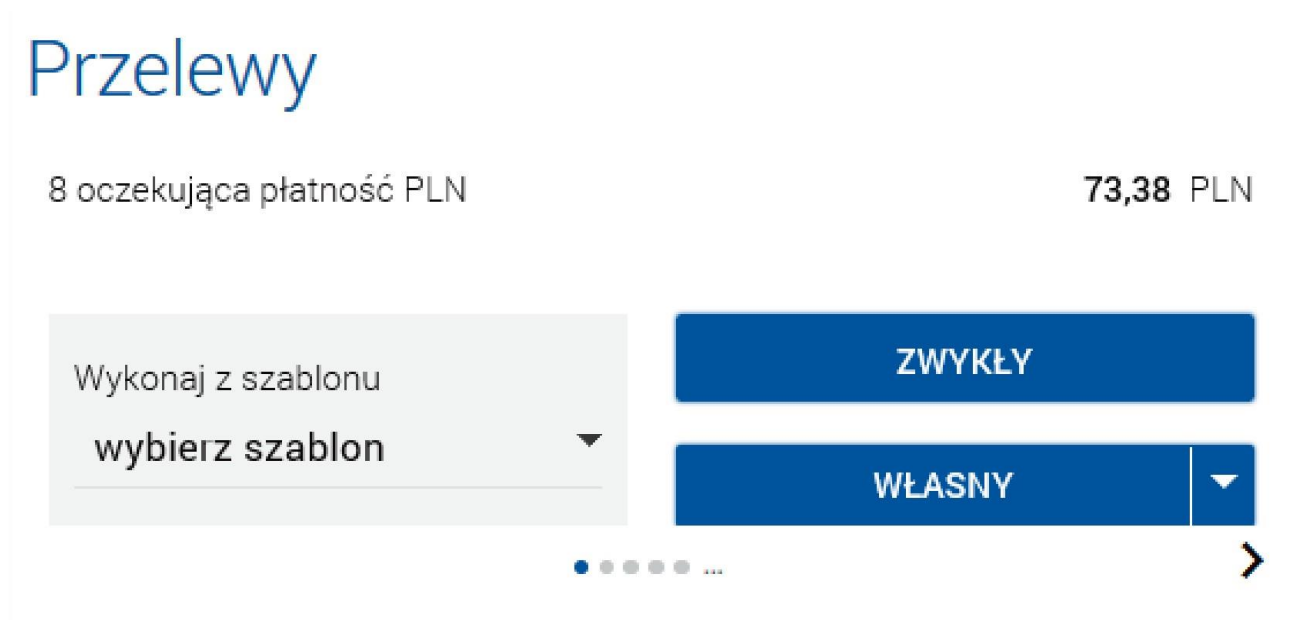 Przelewy
8 oczekująca płatność PLN 73,38 PLN
Wykonaj z szablonu
wybierz szablon
ZWYKŁY
WŁASNY
...